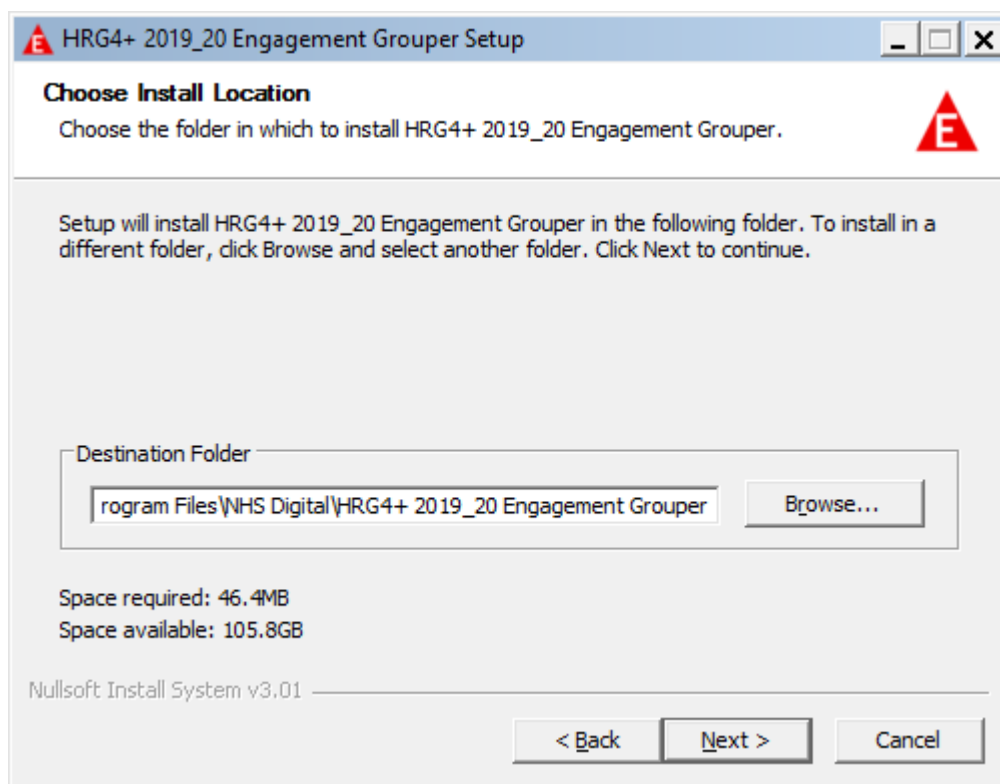 E HRG4+ 2019_20 Engagement Grouper Setup
Choose Install Location
Choose the folder in which to install HRG4+ 2019_20 Engagement Grouper.
E
Setup will install HRG4+ 2019_20 Engagement Grouper in the following folder. To install in a
different folder, click Browse and select another folder. Click Next to continue.
Destination Folder
rogram Files\NHS Digital\HRG4+ 2019_20 Engagement Grouper
Browse...
Space required: 46.4MB
Space available: 105.8GB
Nullsoft Install System v3.01
< Back Next > Cancel